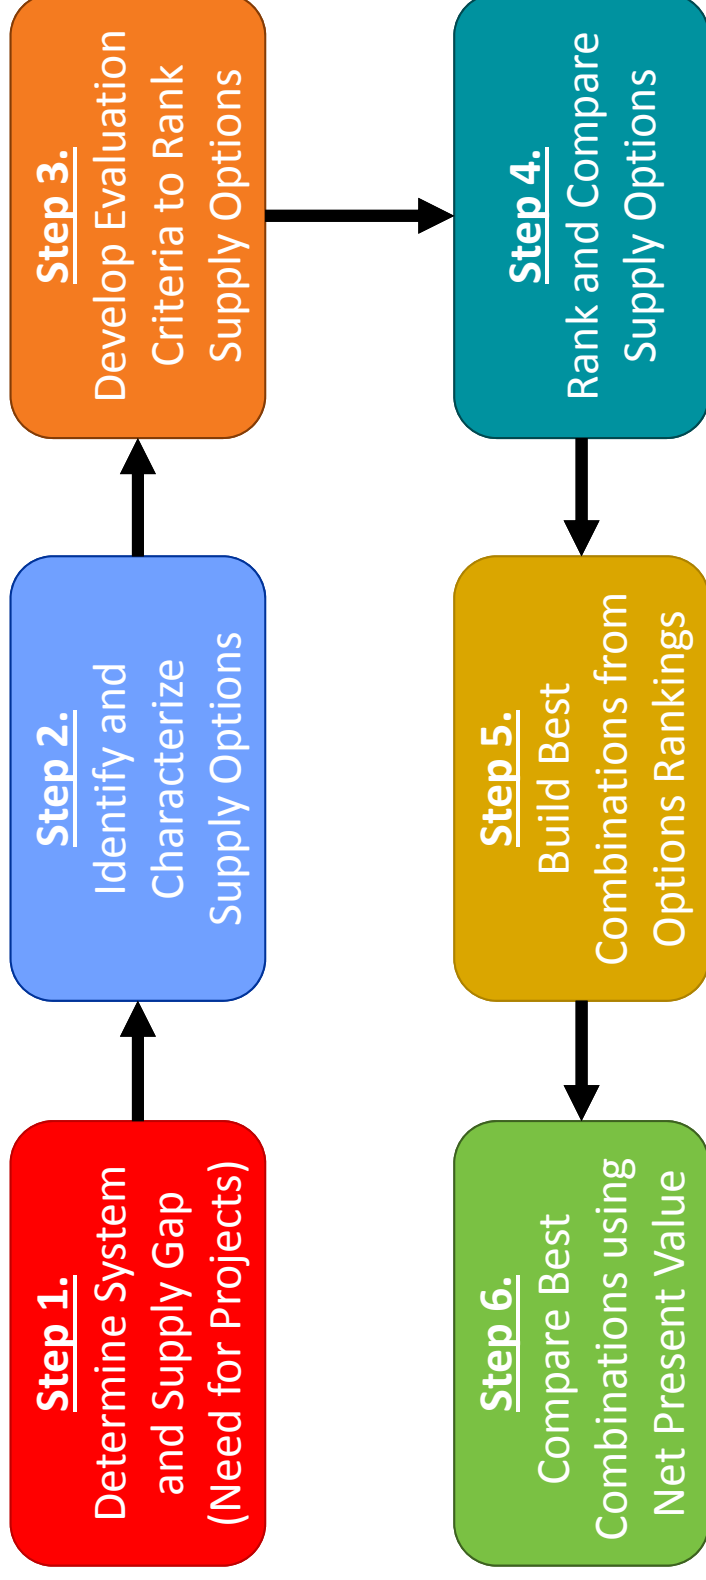 Step 1.
Determine System
and Supply Gap
(Need for Projects)
Step 2.
Identify and
Characterize
Supply Options
Step 3.
Develop Evaluation
Criteria to Rank
Supply Options
Step 4.
Rank and Compare
Supply Options
Step 5.
Build Best
Combinations from
Options Rankings
Step 6.
Compare Best
Combinations using
Net Present Value